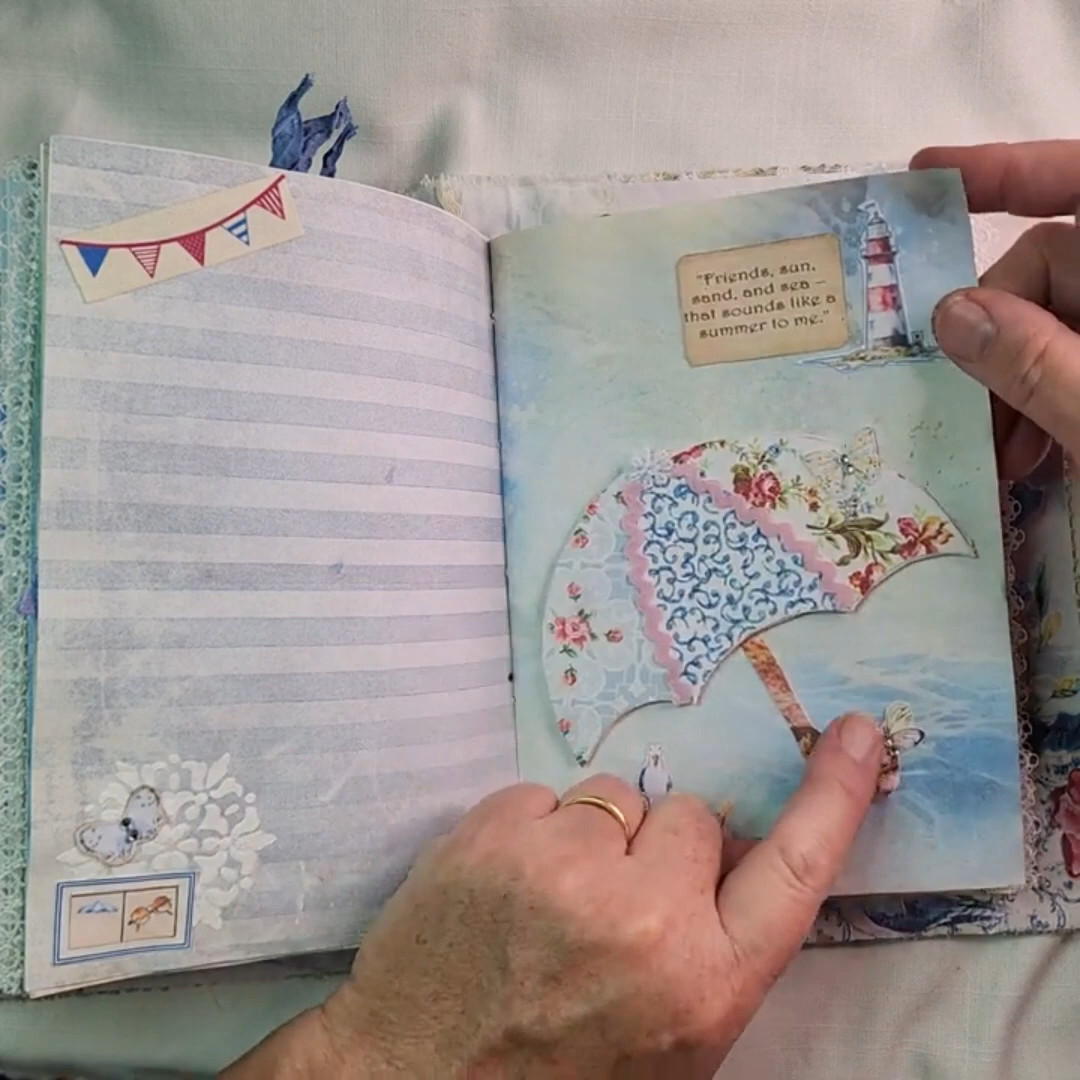 "Friends, sun,
sand, and sea –
that sounds like a
summer to me."